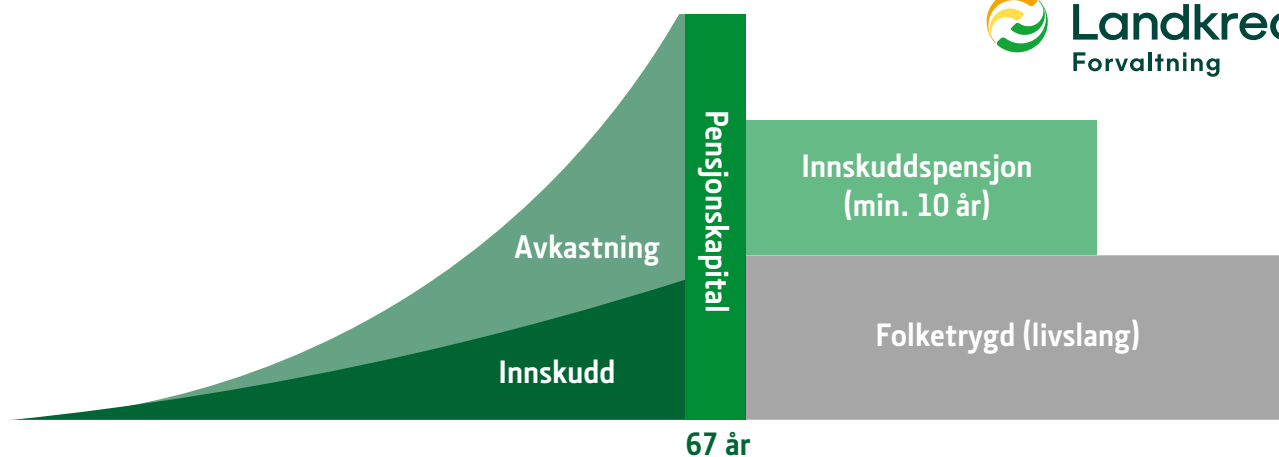 Landkred
Forvaltning
Pensjonskapital
Innskuddspensjon
(min. 10 år)
Avkastning
Folketrygd (livslang)
Innskudd
67 år